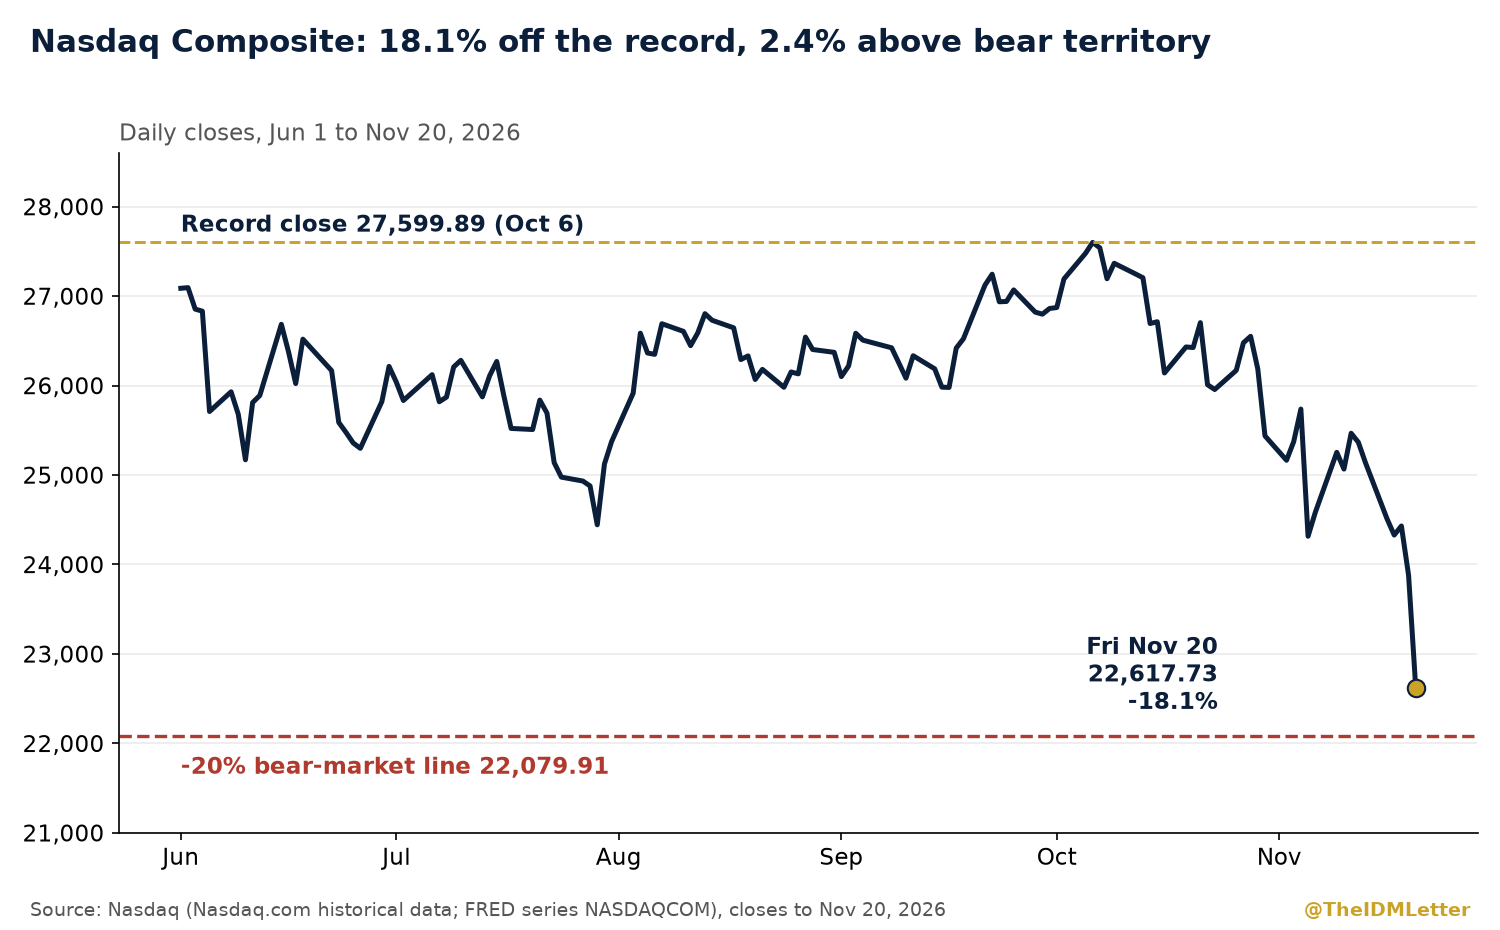 Nasdaq Composite: 18.1% off the record, 2.4% above bear territory
Daily closes, Jun 1 to Nov 20, 2026
28,000
Record close 27,599.89 (Oct 6)
27,000
26,000
25,000
24,000
23,000
Fri Nov 20
22,617.73
-18.1%
22,000
-20% bear-market line 22,079.91
21,000
Jun Jul Aug Sep Oct Nov
Source: Nasdaq (Nasdaq.com historical data; FRED series NASDAQCOM), closes to Nov 20, 2026
@TheIDMLetter